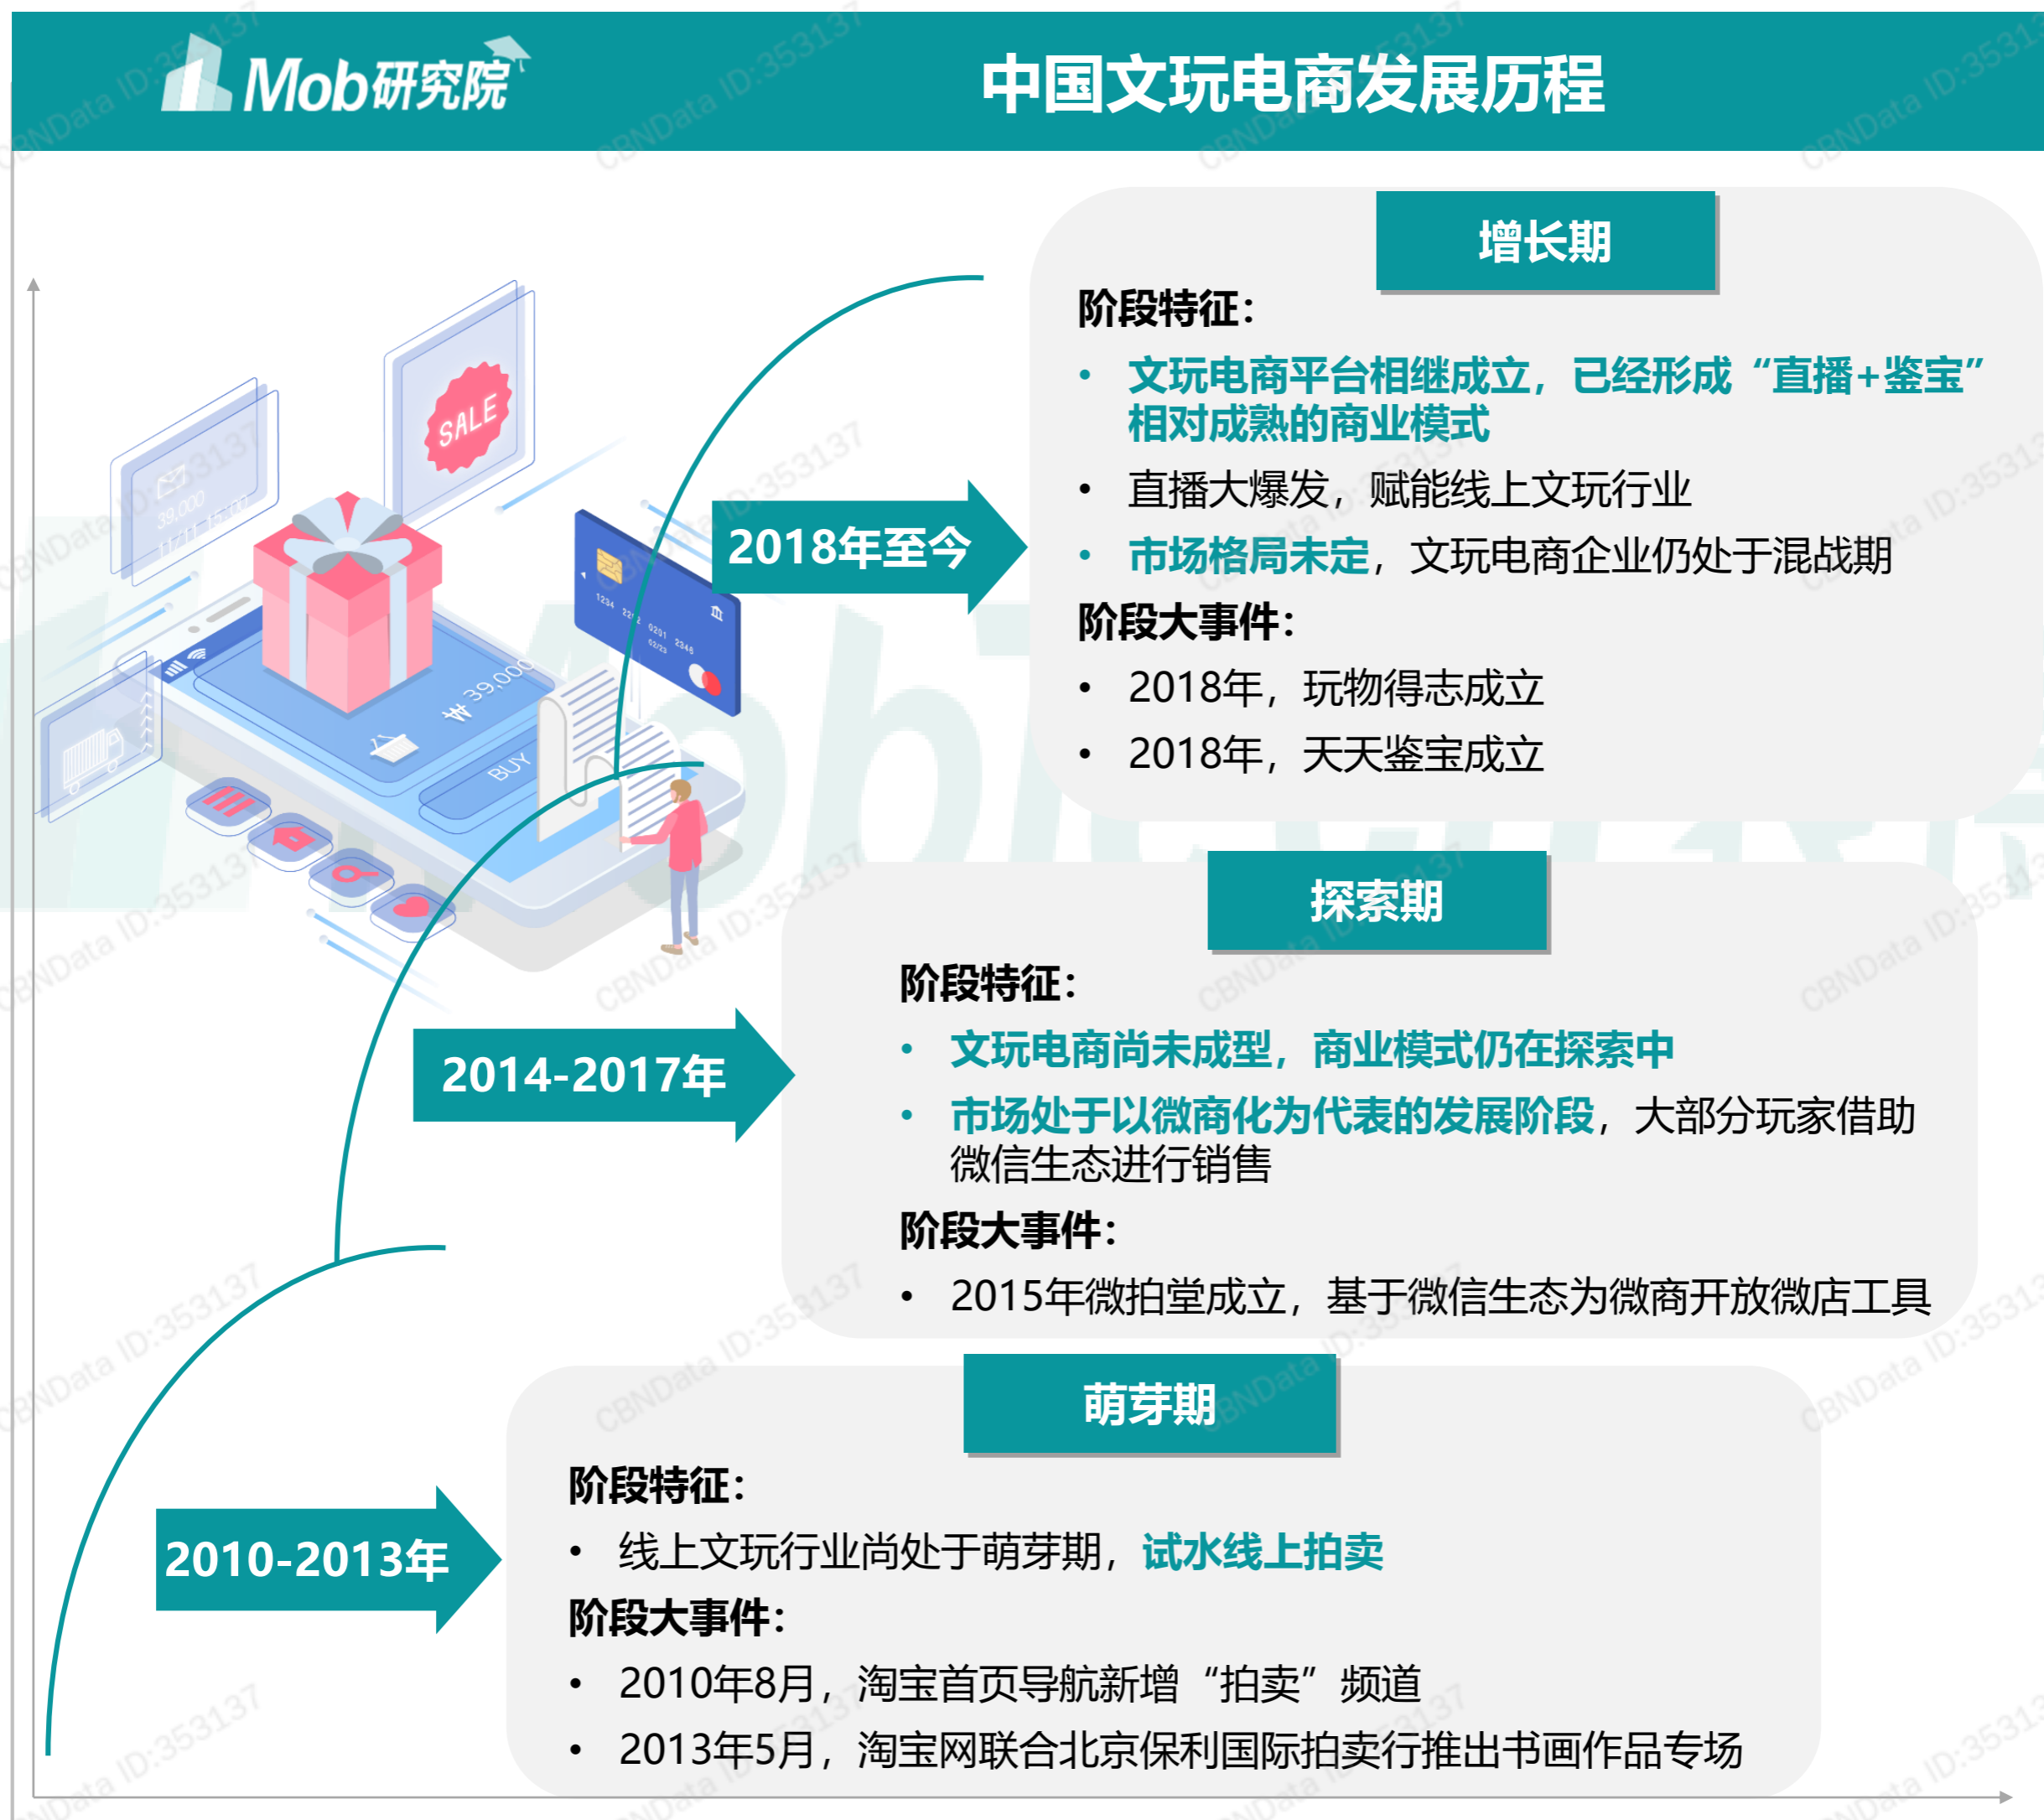 Mob研究院
中国文玩电商发展历程
增长期
阶段特征：
• 文玩电商平台相继成立，已经形成“直播+鉴宝”
相对成熟的商业模式
• 直播大爆发，赋能线上文玩行业
• 市场格局未定，文玩电商企业仍处于混战期
阶段大事件：
• 2018年，玩物得志成立
• 2018年，天天鉴宝成立
2018年至今
SALE
39,000
₩ 39,000
BUY
探索期
阶段特征：
• 文玩电商尚未成型，商业模式仍在探索中
• 市场处于以微商化为代表的发展阶段，大部分玩家借助
微信生态进行销售
阶段大事件：
• 2015年微拍堂成立，基于微信生态为微商开放微店工具
2014-2017年
萌芽期
阶段特征：
• 线上文玩行业尚处于萌芽期，试水线上拍卖
阶段大事件：
• 2010年8月，淘宝首页导航新增“拍卖”频道
• 2013年5月，淘宝网联合北京保利国际拍卖行推出书画作品专场
2010-2013年
CBNData ID:353137